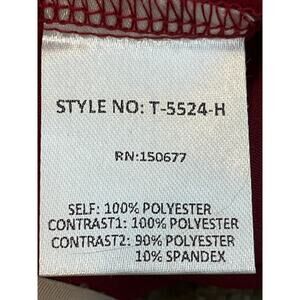 STYLE NO: T-5524-H
RN:150677
SELF: 100% POLYESTER
CONTRAST1: 100% POLYESTER
CONTRAST2: 90% POLYESTER
10% SPANDEX